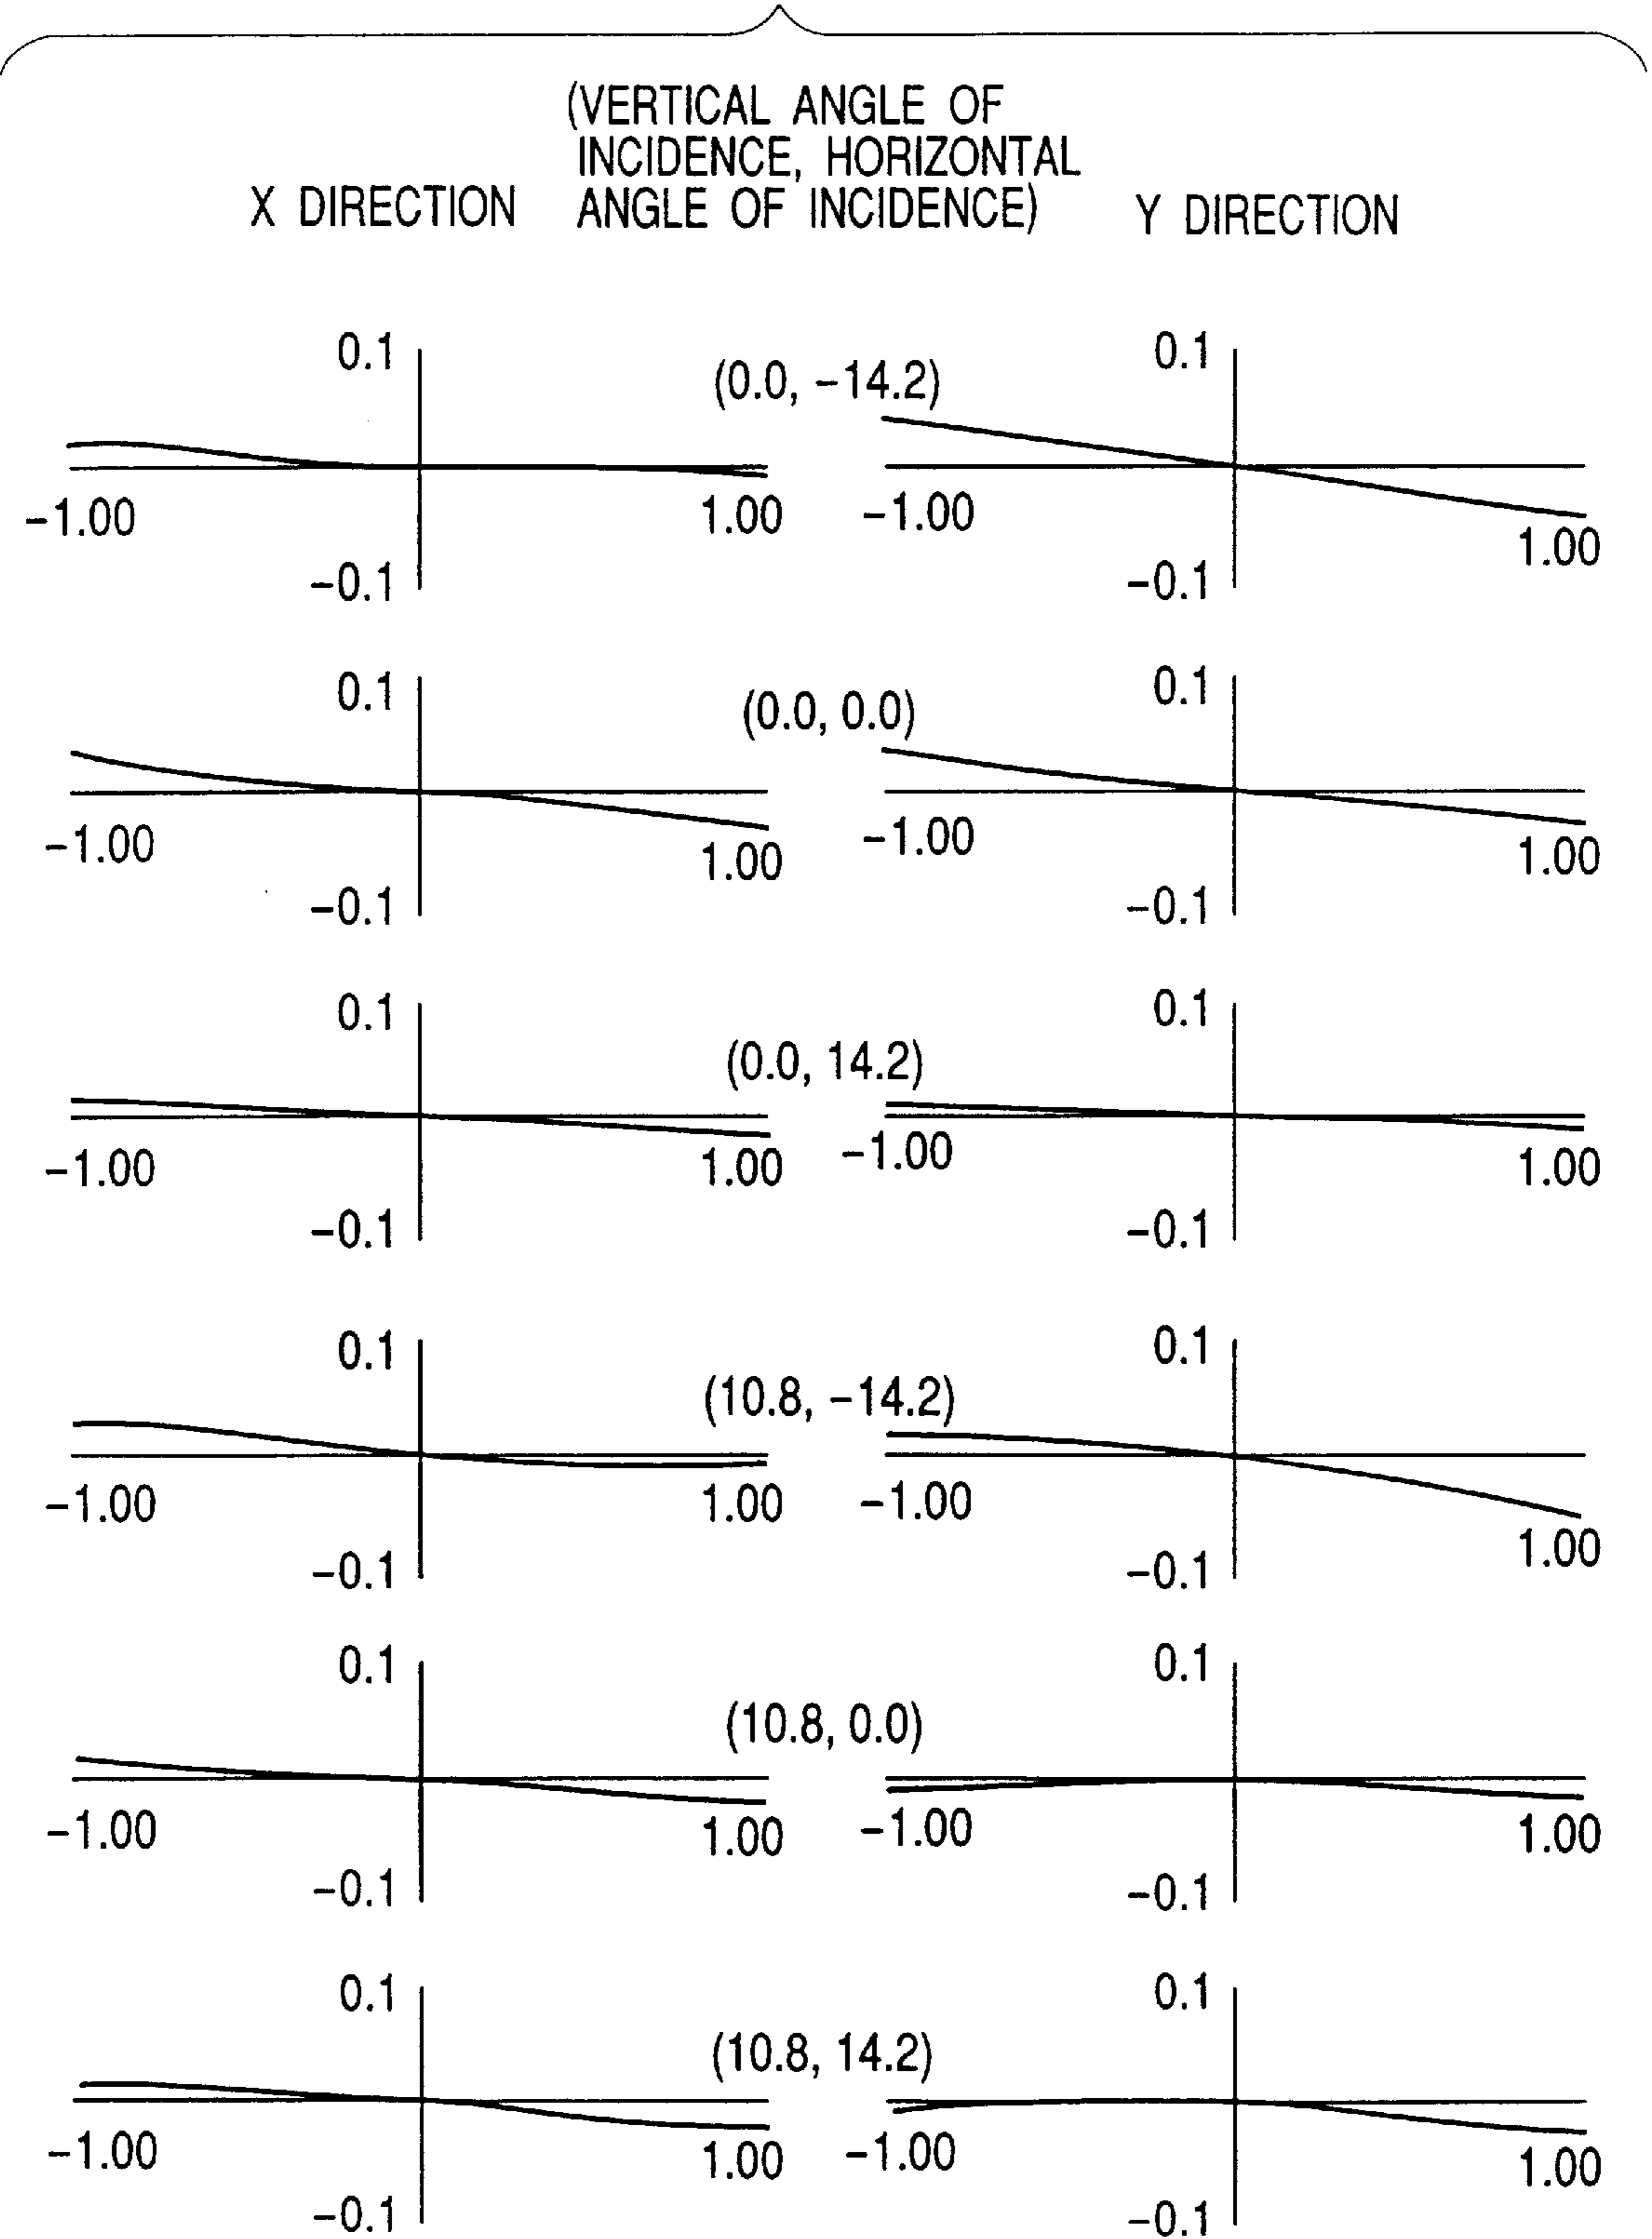 (VERTICAL ANGLE OF
INCIDENCE, HORIZONTAL
X DIRECTION ANGLE OF INCIDENCE) Y DIRECTION
0.1 (0.0, −14.2) 0.1
−1.00 1.00 −1.00 1.00
−0.1 −0.1
0.1 (0.0, 0.0) 0.1
−1.00 1.00 −1.00 1.00
−0.1 −0.1
0.1 (0.0, 14.2) 0.1
−1.00 1.00 −1.00 1.00
−0.1 −0.1
0.1 (10.8, −14.2) 0.1
−1.00 1.00 −1.00 1.00
−0.1 −0.1
0.1 (10.8, 0.0) 0.1
−1.00 1.00 −1.00 1.00
−0.1 −0.1
0.1 (10.8, 14.2) 0.1
−1.00 1.00 −1.00 1.00
−0.1 −0.1